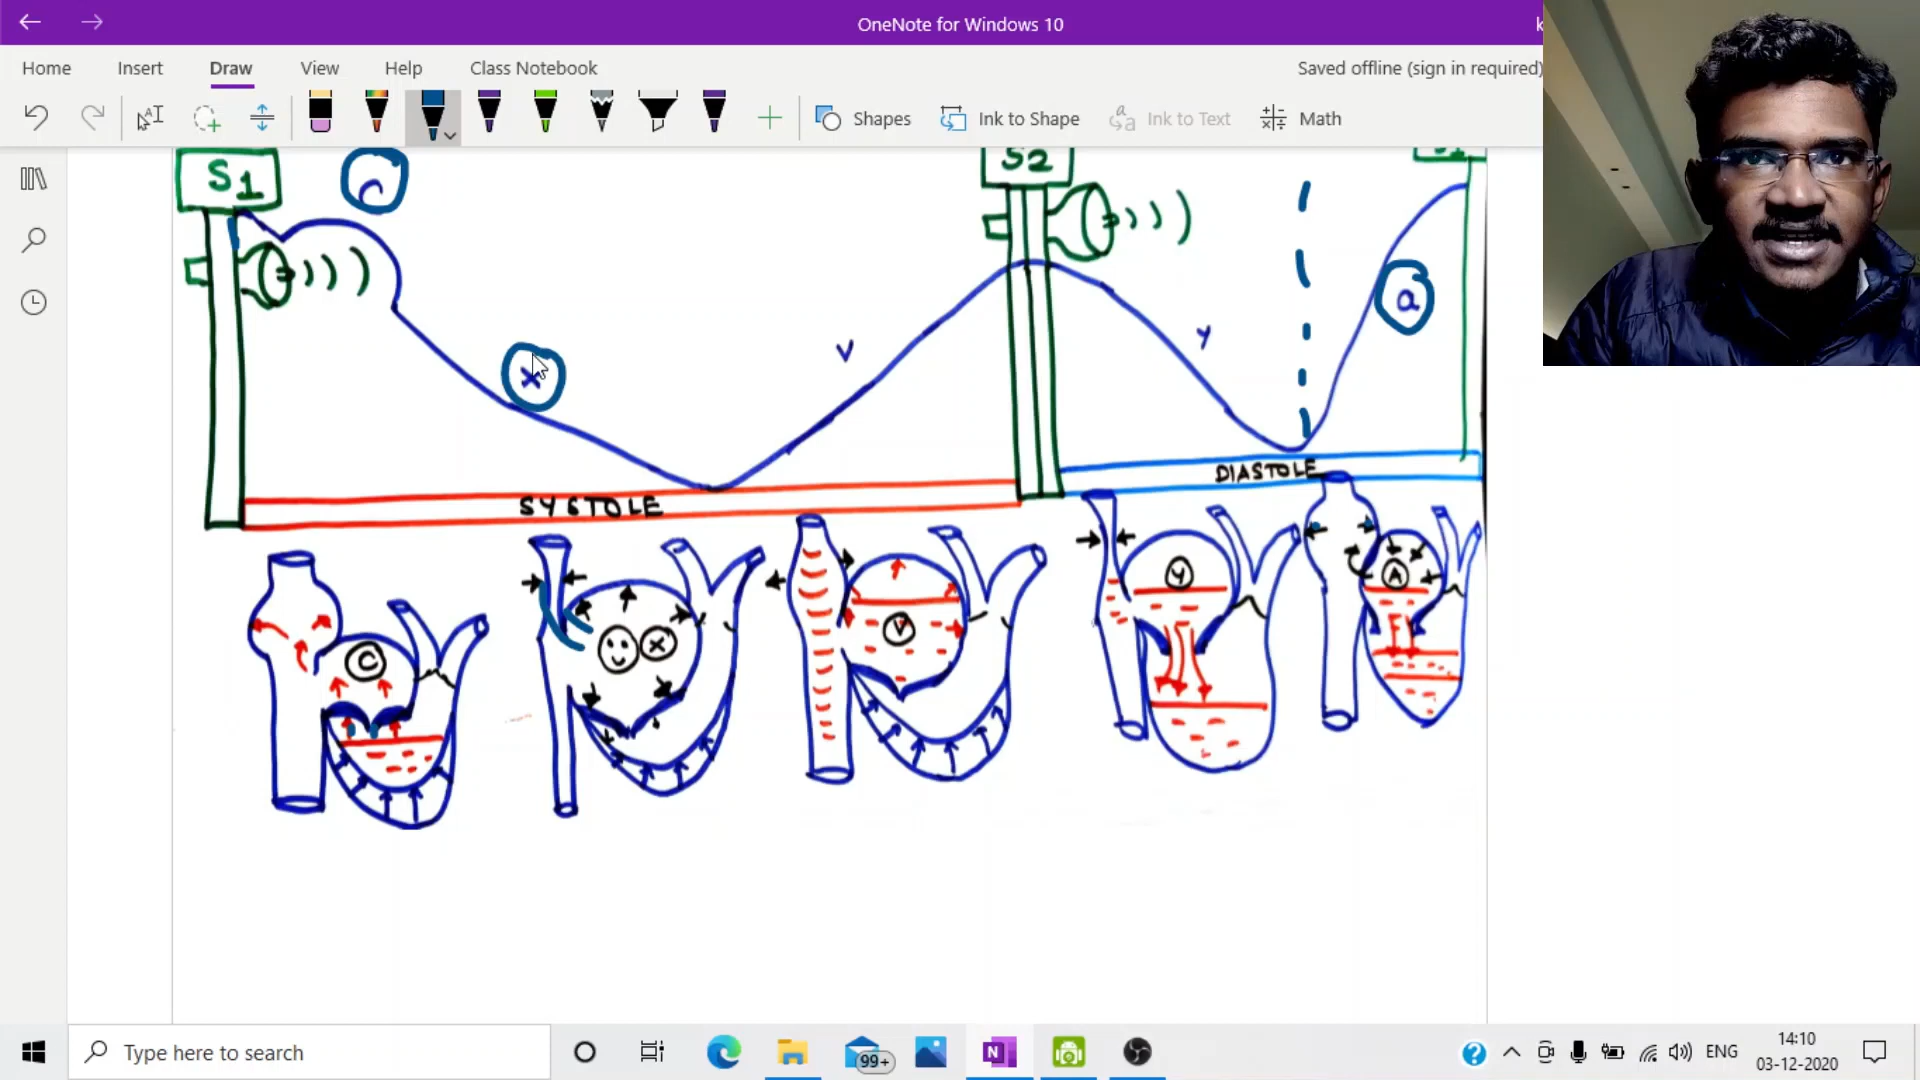 OneNote for Windows 10
Home Insert Draw View Help Class Notebook
Saved offline (sign in required)
Shapes Ink to Shape Ink to Text Math
S1
c
S2
S1
a
x
v
y
SYSTOLE
DIASTOLE
C
X
V
Y
A
Type here to search
99+
N
ENG
14:10
03-12-2020